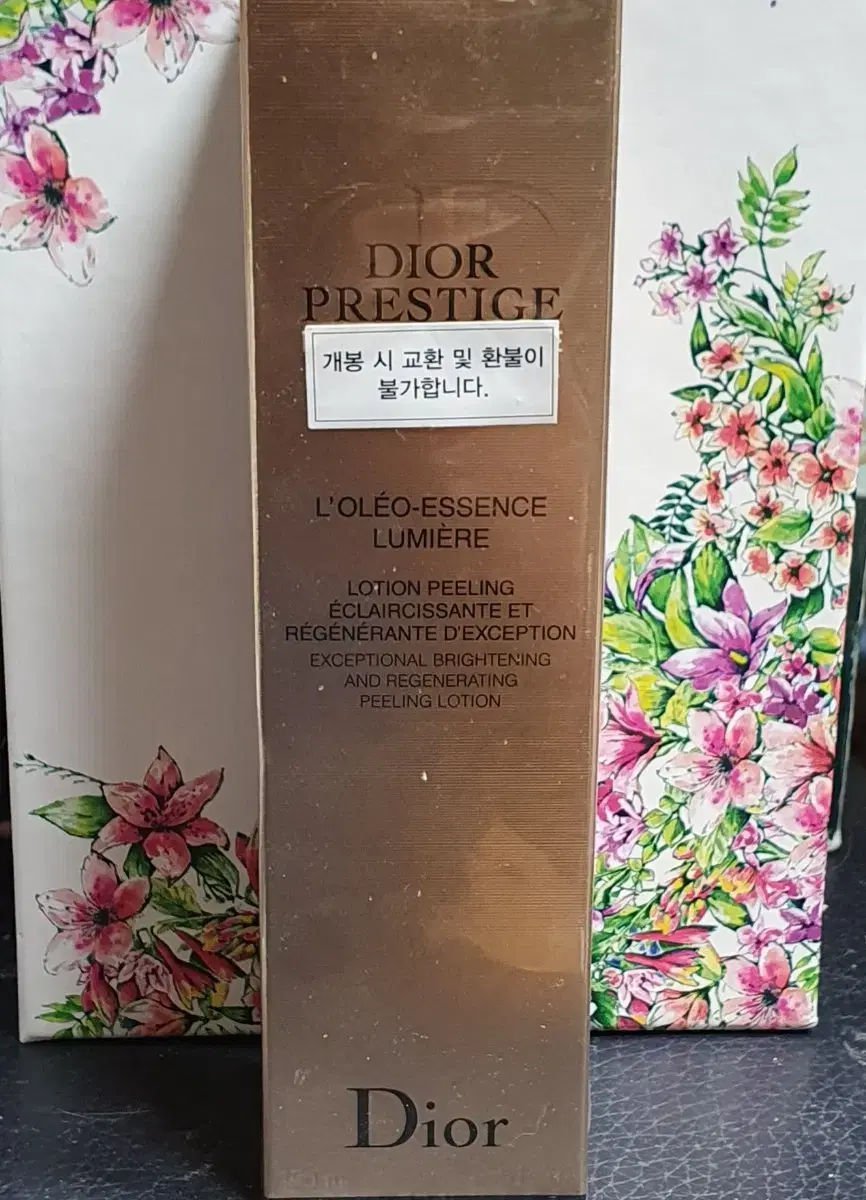 DIOR
PRESTIGE
개봉 시 교환 및 환불이
불가합니다.
L'OLÉO-ESSENCE
LUMIÈRE
LOTION PEELING
ÉCLAIRCISSANTE ET
RÉGÉNÉRANTE D'EXCEPTION
EXCEPTIONAL BRIGHTENING
AND REGENERATING
PEELING LOTION
Dior